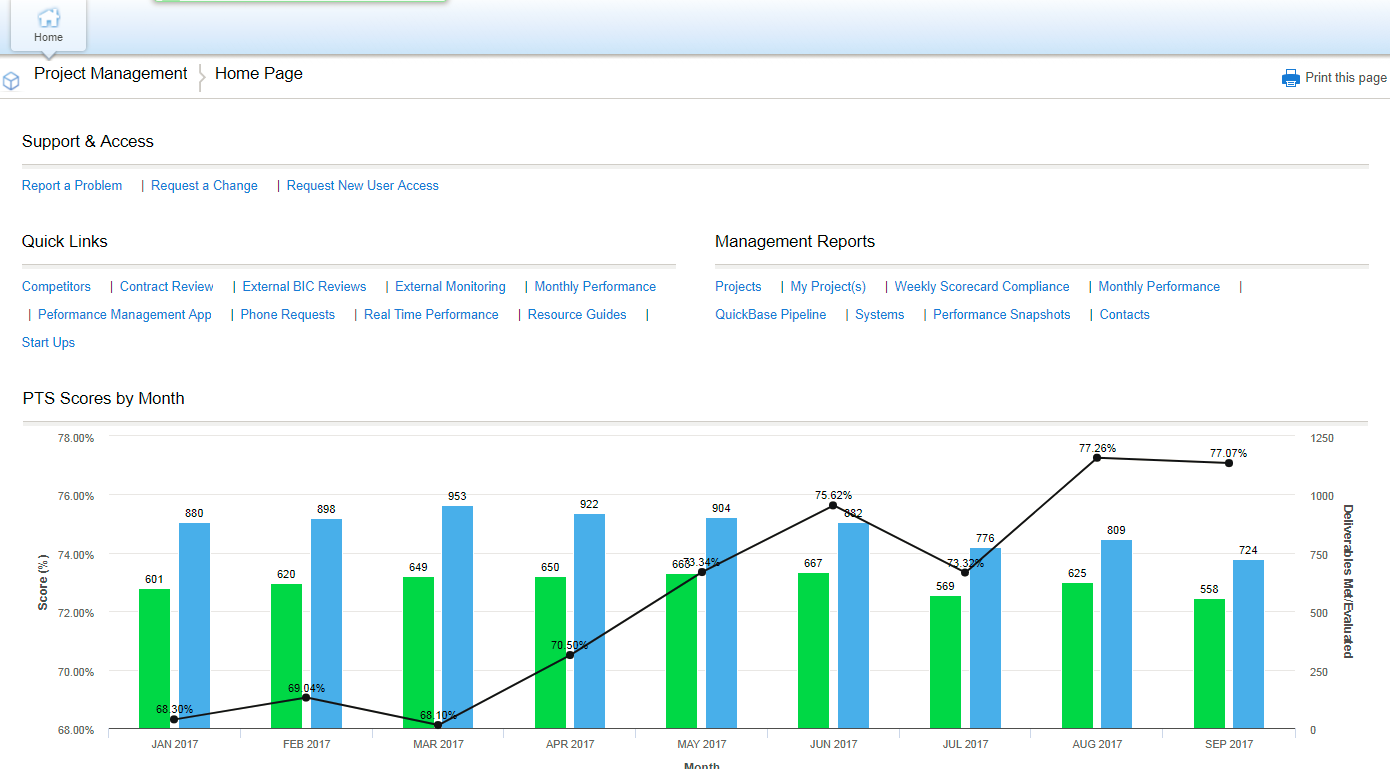 Home
Project Management Home Page
Print this page
Support & Access
Report a Problem | Request a Change | Request New User Access
Quick Links
Competitors | Contract Review | External BIC Reviews | External Monitoring | Monthly Performance
| Peformance Management App | Phone Requests | Real Time Performance | Resource Guides |
Start Ups
Management Reports
Projects | My Project(s) | Weekly Scorecard Compliance | Monthly Performance |
QuickBase Pipeline | Systems | Performance Snapshots | Contacts
PTS Scores by Month
78.00%
76.00%
74.00%
72.00%
70.00%
68.00%
Score (%)
601 880 68.30%
620 898 69.04%
649 953 68.10%
650 922 70.50%
904 73.34%
667 882 75.62%
569 776 73.32%
625 809 77.26%
558 724 77.07%
1250
1000
750
500
250
0
Deliverables Met/Evaluated
JAN 2017 FEB 2017 MAR 2017 APR 2017 MAY 2017 JUN 2017 JUL 2017 AUG 2017 SEP 2017
Month